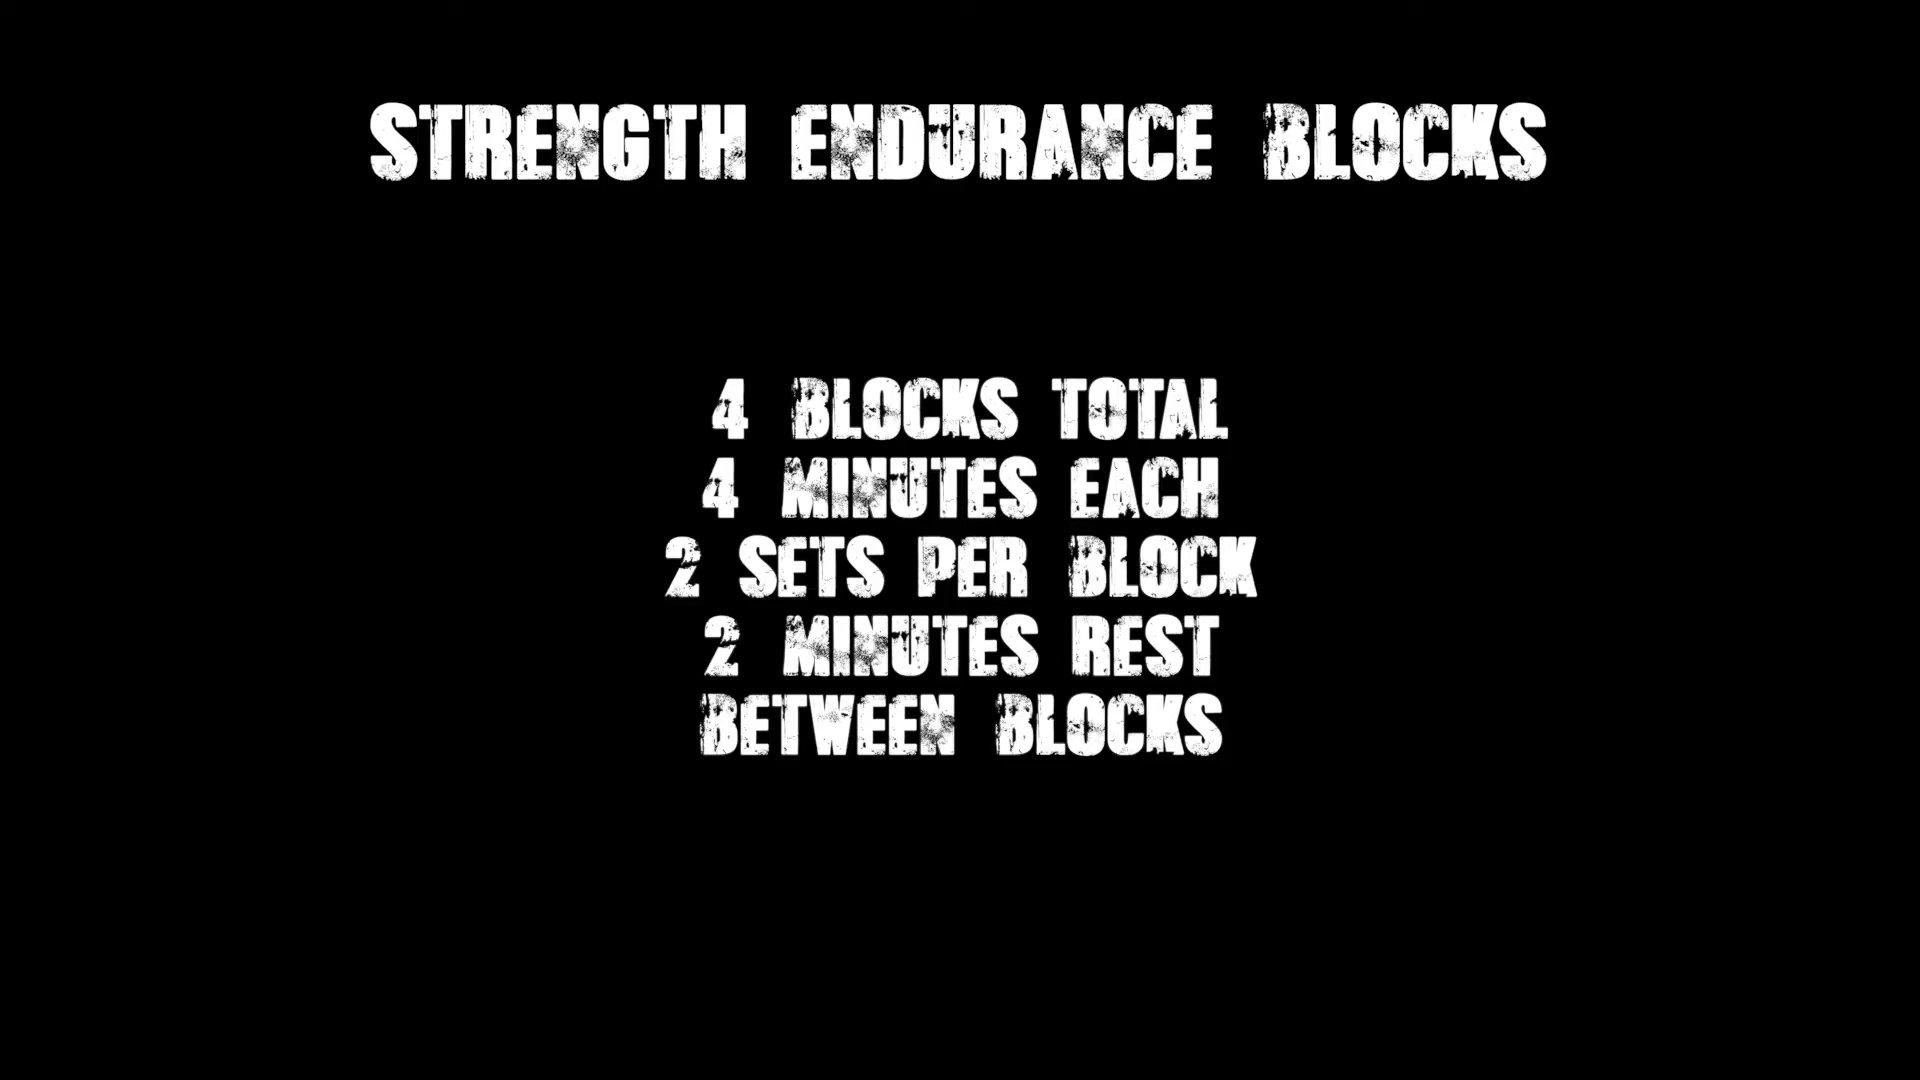 STRENGTH ENDURANCE BLOCKS
4 BLOCKS TOTAL
4 MINUTES EACH
2 SETS PER BLOCK
2 MINUTES REST
BETWEEN BLOCKS